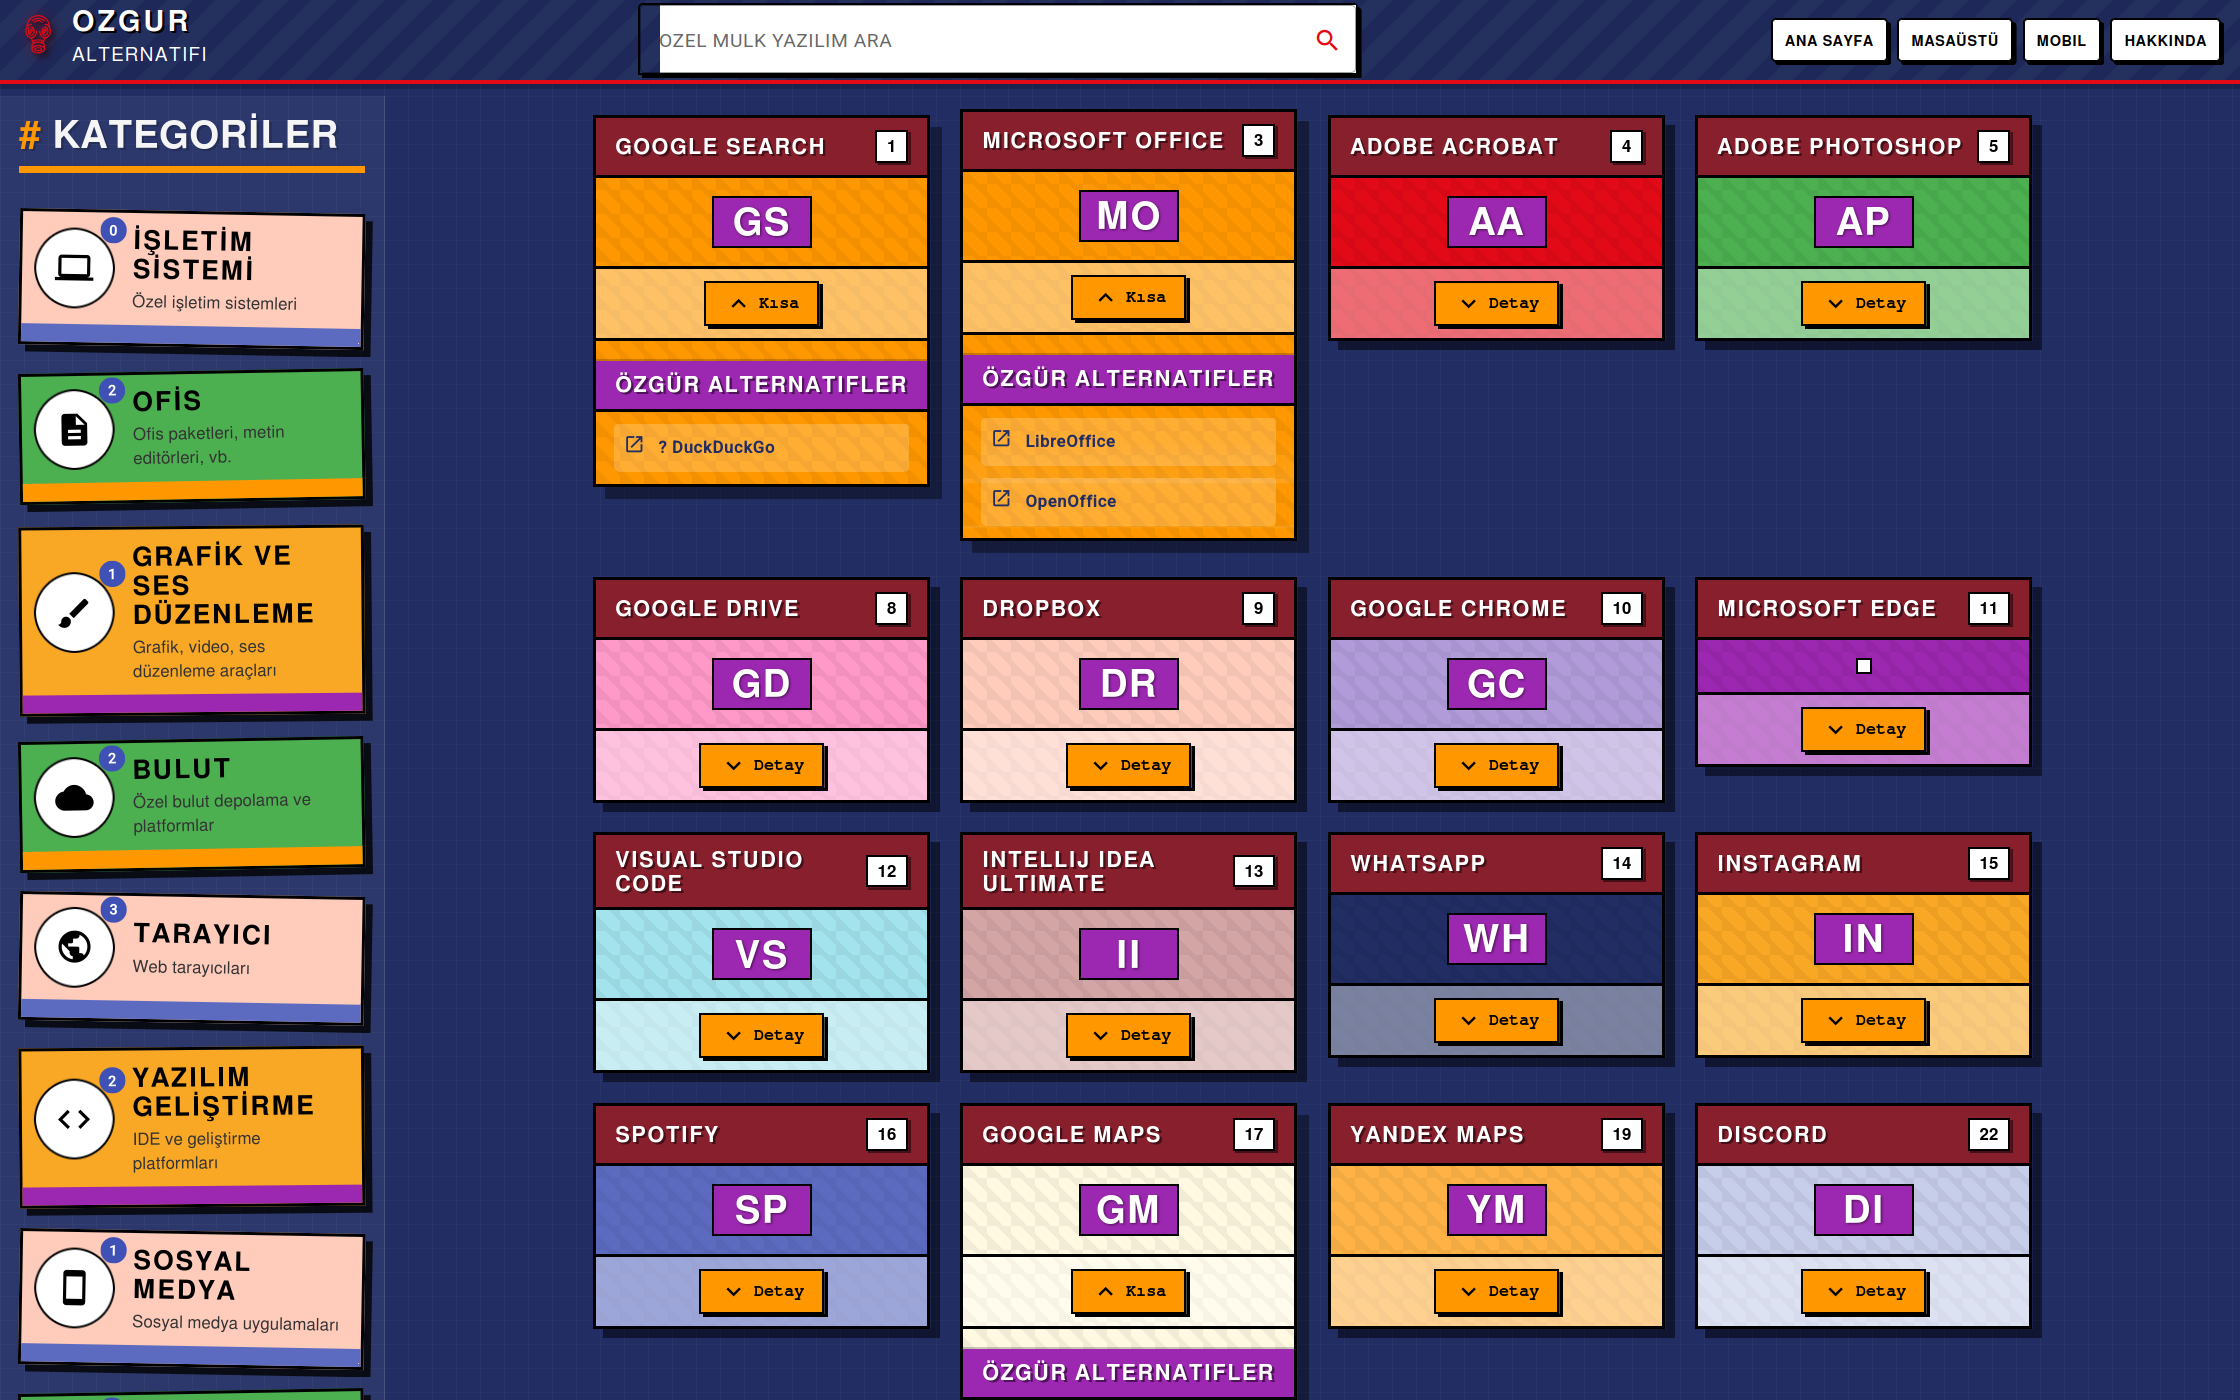 OZGUR
ALTERNATIFI
OZEL MULK YAZILIM ARA
ANA SAYFA
MASAÜSTÜ
MOBIL
HAKKINDA
# KATEGORİLER
0
İŞLETİM
SİSTEMİ
Özel işletim sistemleri
2
OFİS
Ofis paketleri, metin
editörleri, vb.
1
GRAFİK VE
SES
DÜZENLEME
Grafik, video, ses
düzenleme araçları
2
BULUT
Özel bulut depolama ve
platformlar
3
TARAYICI
Web tarayıcıları
2
YAZILIM
GELİŞTİRME
IDE ve geliştirme
platformları
1
SOSYAL
MEDYA
Sosyal medya uygulamaları
GOOGLE SEARCH 1
GS
Kısa
ÖZGÜR ALTERNATIFLER
? DuckDuckGo
MICROSOFT OFFICE 3
MO
Kısa
ÖZGÜR ALTERNATIFLER
LibreOffice
OpenOffice
ADOBE ACROBAT 4
AA
Detay
ADOBE PHOTOSHOP 5
AP
Detay
GOOGLE DRIVE 8
GD
Detay
DROPBOX 9
DR
Detay
GOOGLE CHROME 10
GC
Detay
MICROSOFT EDGE 11
Detay
VISUAL STUDIO
CODE
12
VS
Detay
INTELLIJ IDEA
ULTIMATE
13
II
Detay
WHATSAPP 14
WH
Detay
INSTAGRAM 15
IN
Detay
SPOTIFY 16
SP
Detay
GOOGLE MAPS 17
GM
Kısa
ÖZGÜR ALTERNATIFLER
YANDEX MAPS 19
YM
Detay
DISCORD 22
DI
Detay